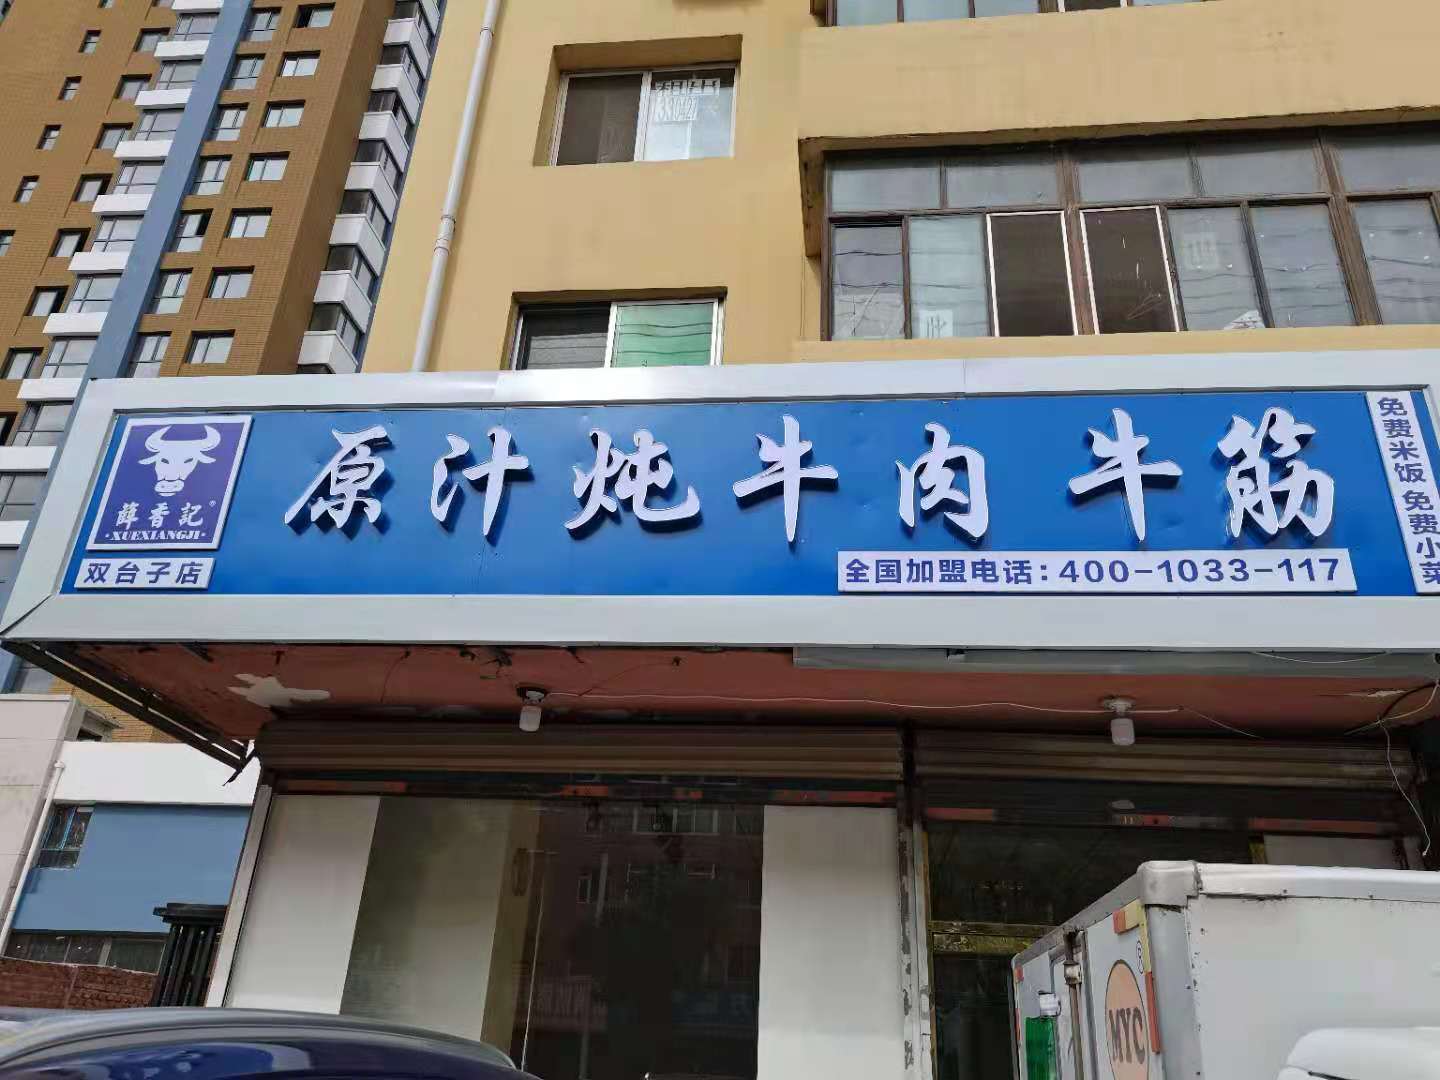 薛香記®
·XUEXIANGJI·
双台子店
原汁炖牛肉 牛筋
全国加盟电话：400-1033-117
免费米饭 免费小菜
MYC